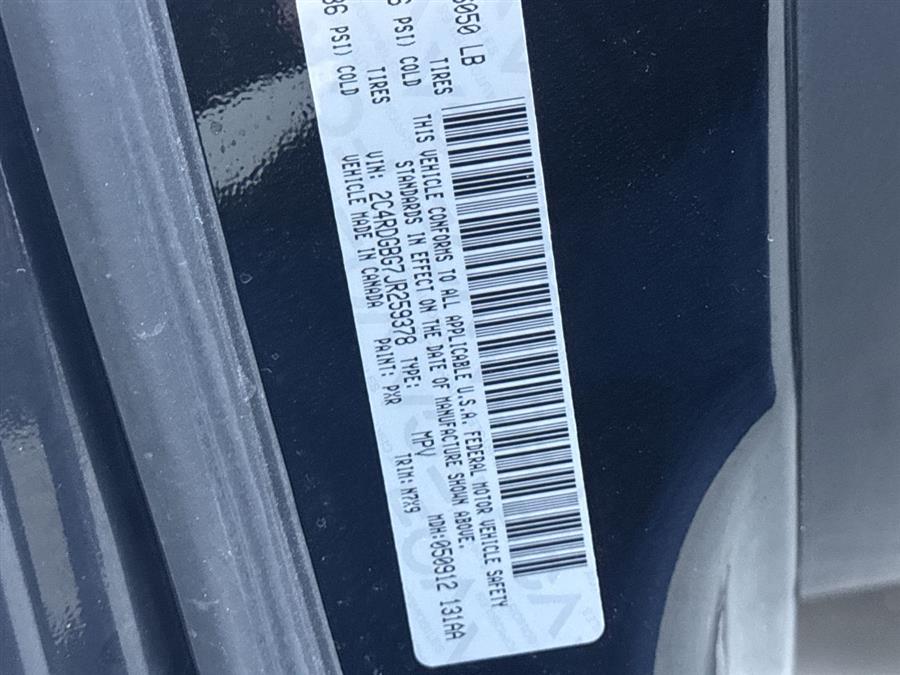 6050 LB
TIRES
PSI) COLD
TIRES
36 PSI) COLD
THIS VEHICLE CONFORMS TO ALL APPLICABLE U.S.A. FEDERAL MOTOR VEHICLE SAFETY
STANDARDS IN EFFECT ON THE DATE OF MANUFACTURE SHOWN ABOVE.
VIN: 2C4RDGBG7JR259378 TYPE: MPV MDH:050912 131AA
VEHICLE MADE IN CANADA PAINT: PXR TRIM: N7X9